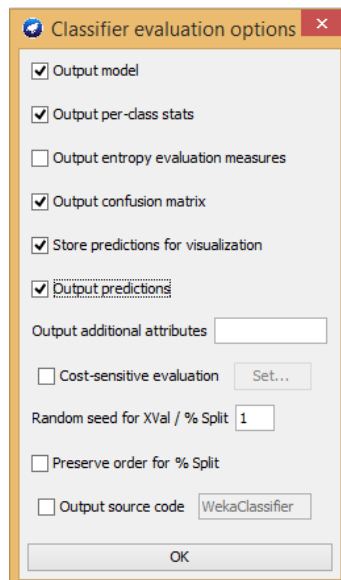 Classifier evaluation options
Output model
Output per-class stats
Output entropy evaluation measures
Output confusion matrix
Store predictions for visualization
Output predictions
Output additional attributes
Cost-sensitive evaluation Set...
Random seed for XVal / % Split 1
Preserve order for % Split
Output source code WekaClassifier
OK